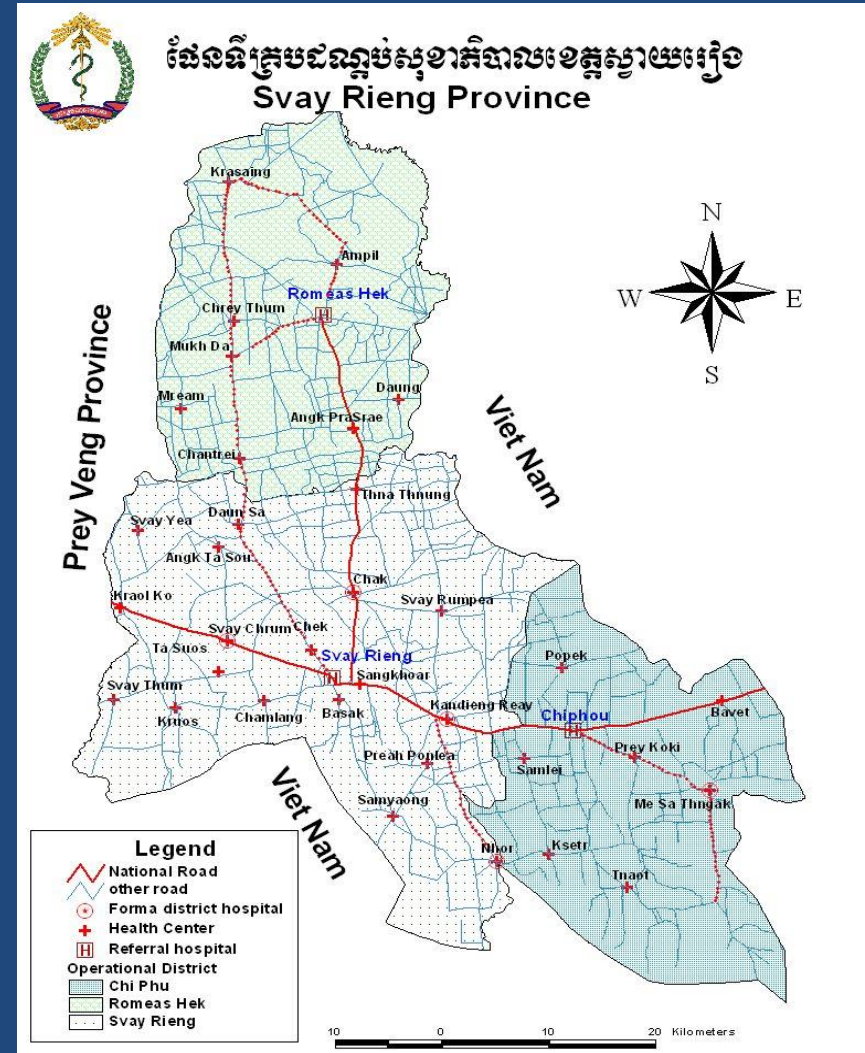 ផែនទីគ្របដណ្តប់សុខាភិបាលខេត្តស្វាយរៀង
Svay Rieng Province
N
W
E
S
Krasaing
Ampil
Romeas Hek
H
Chrey Thum
Mukh Da
Daung
Mream
Angk PraSrae
Chantrei
Prey Veng Province
Viet Nam
Thna Thnung
Daun Sa
Svay Yea
Angk Ta Sou
Chak
Kraol Ko
Svay Rumpea
Svay Chrum
Chek
Ta Suos
Svay Rieng
H
Sangkhoar
Popek
Svay Thum
Kruos
Chamlang
Basak
Kandieng Reay
Chiphou
H
Bavet
Preah Ponlea
Samlei
Prey Koki
Me Sa Thngak
Samyaong
Viet Nam
Nhor
Ksetr
Tnaot
Legend
National Road
other road
Forma district hospital
Health Center
H Referral hospital
Operational District
Chi Phu
Romeas Hek
Svay Rieng
10 0 10 20 Kilometers